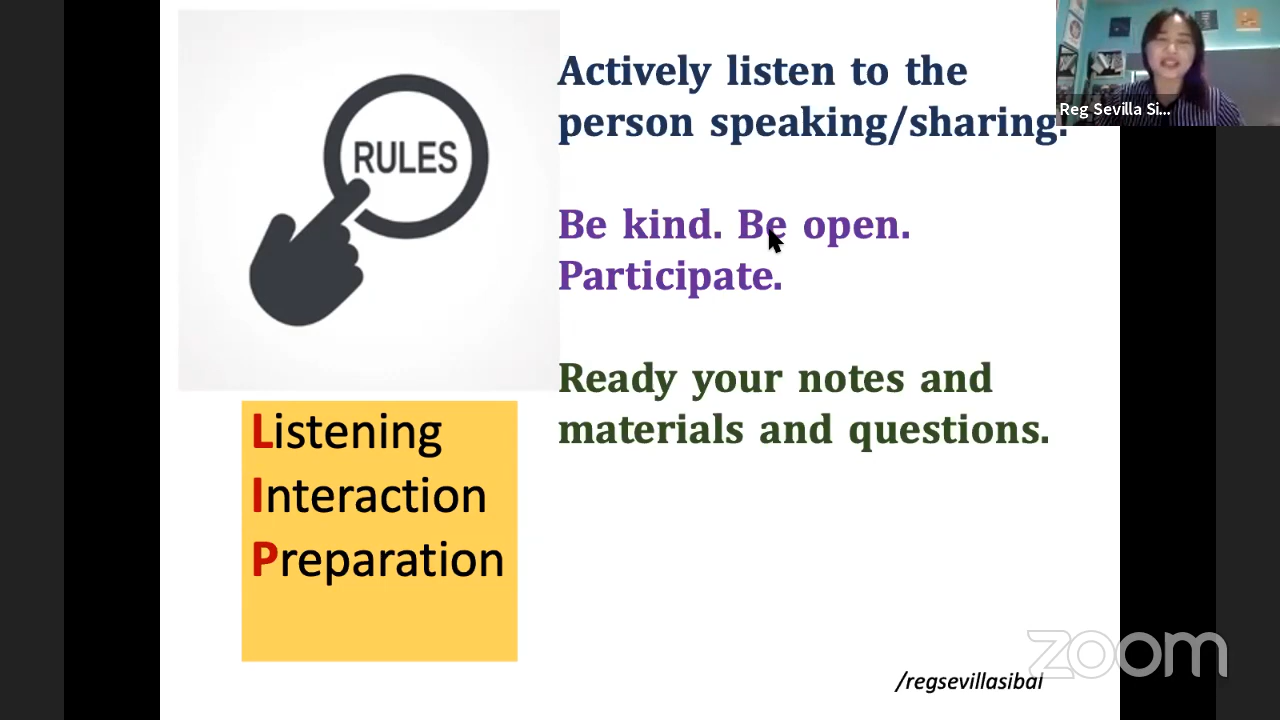 RULES
Actively listen to the
person speaking/sharing.
Be kind. Be open.
Participate.
Ready your notes and
materials and questions.
Listening
Interaction
Preparation
Reg Sevilla Si...
zoom
/regsevillasibal